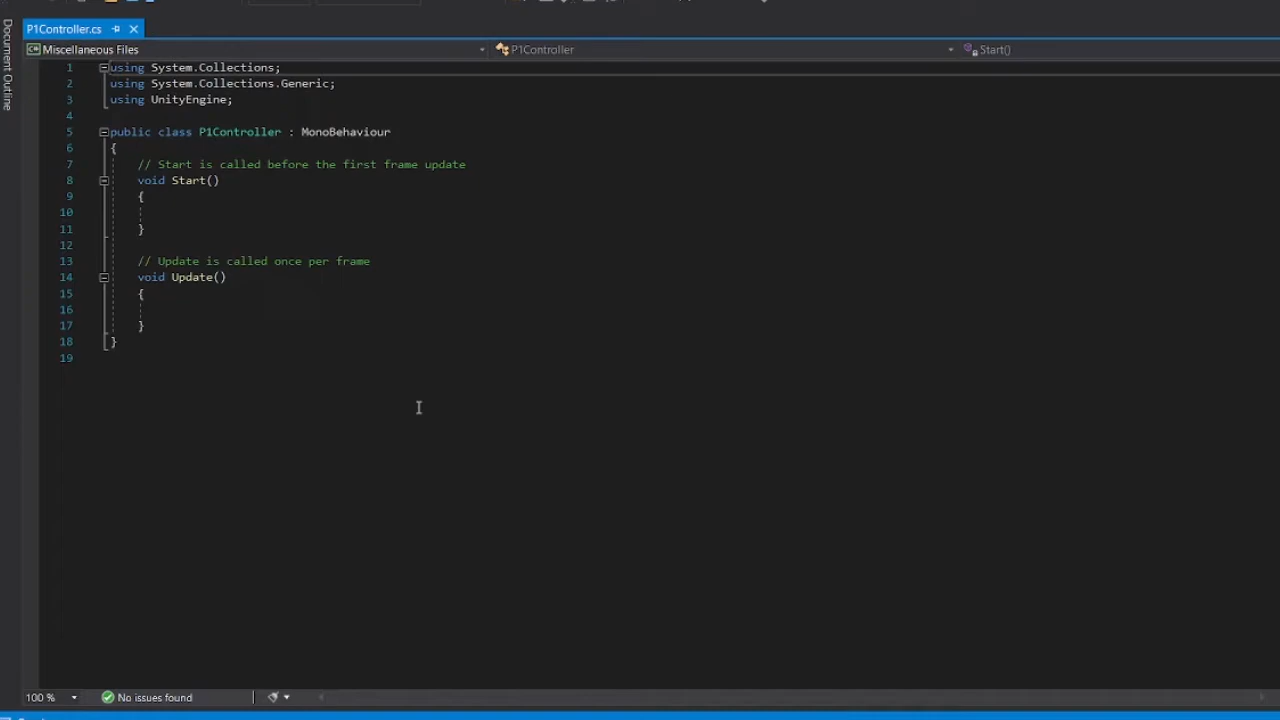 P1Controller.cs
Document Outline
Miscellaneous Files P1Controller Start()
1 using System.Collections;
2 using System.Collections.Generic;
3 using UnityEngine;
4
5 public class P1Controller : MonoBehaviour
6 {
7 // Start is called before the first frame update
8 void Start()
9 {
10
11 }
12
13 // Update is called once per frame
14 void Update()
15 {
16
17 }
18 }
19
100 % No issues found